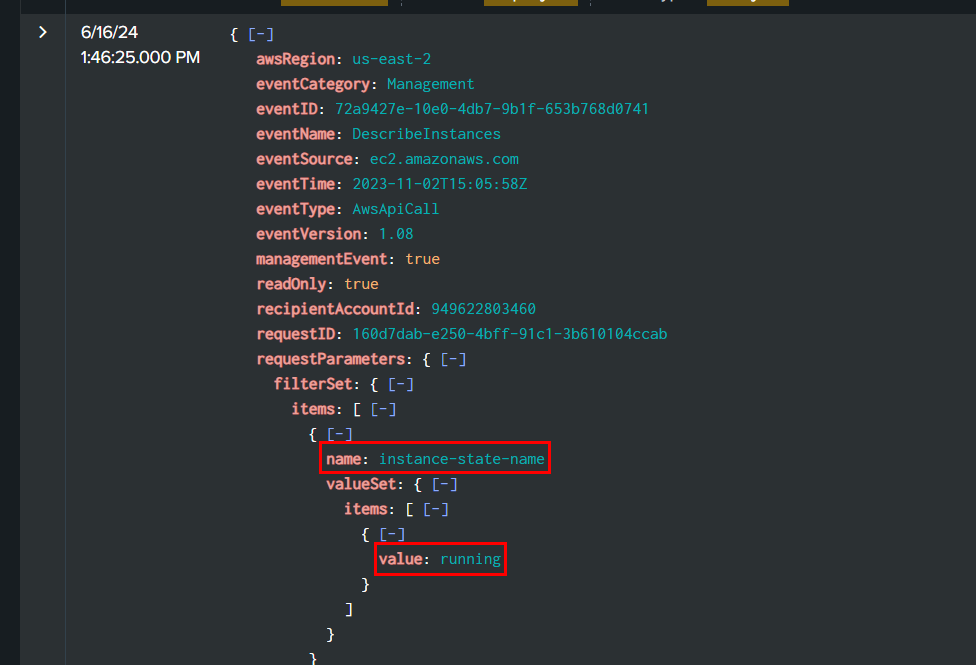 6/16/24
1:46:25.000 PM
{ [-]
awsRegion: us-east-2
eventCategory: Management
eventID: 72a9427e-10e0-4db7-9b1f-653b768d0741
eventName: DescribeInstances
eventSource: ec2.amazonaws.com
eventTime: 2023-11-02T15:05:58Z
eventType: AwsApiCall
eventVersion: 1.08
managementEvent: true
readOnly: true
recipientAccountId: 949622803460
requestID: 160d7dab-e250-4bff-91c1-3b610104ccab
requestParameters: { [-]
filterSet: { [-]
items: [ [-]
{ [-]
name: instance-state-name
valueSet: { [-]
items: [ [-]
{ [-]
value: running
}
]
}
}